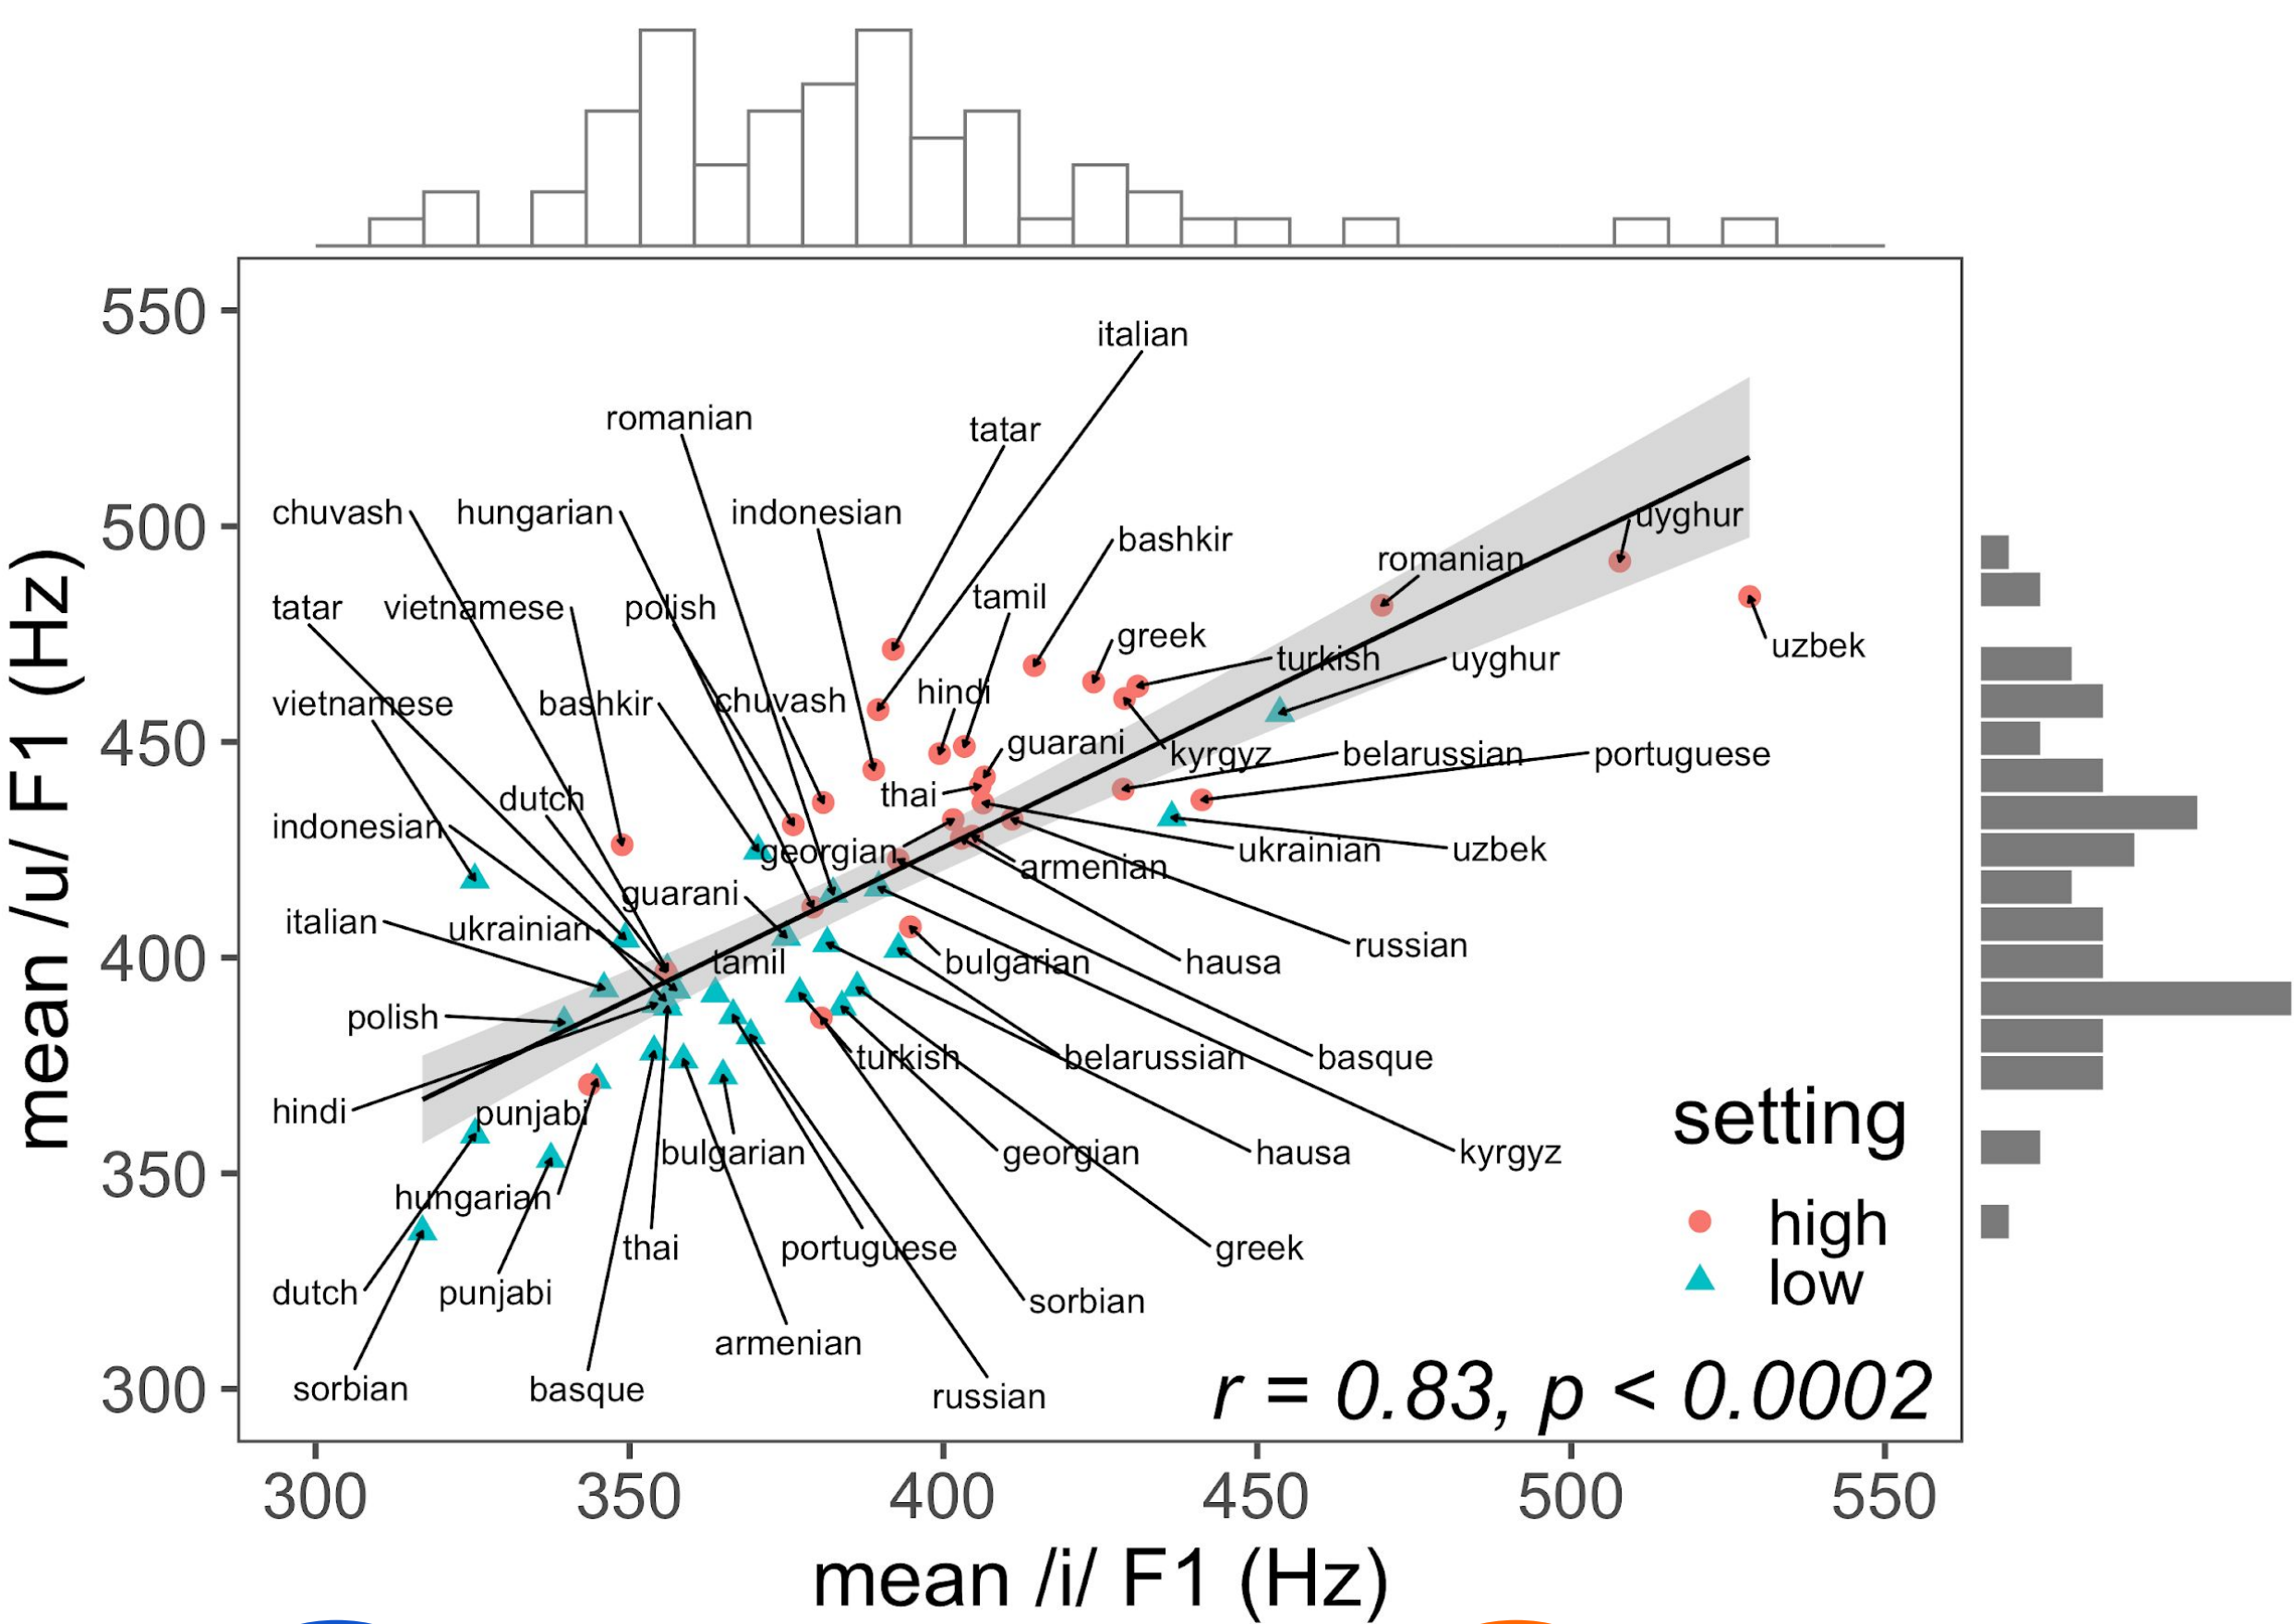 550
500
450
400
350
300
mean /u/ F1 (Hz)
italian
romanian
tatar
chuvash
hungarian
indonesian
uyghur
bashkir
romanian
tatar
vietnamese
polish
tamil
greek
uzbek
turkish
uyghur
vietnamese
bashkir
chuvash
hindi
guarani
kyrgyz
belarussian
portuguese
thai
dutch
indonesian
georgian
armenian
ukrainian
uzbek
guarani
italian
ukrainian
russian
tamil
bulgarian
hausa
polish
turkish
belarussian
basque
hindi
punjabi
bulgarian
georgian
hausa
kyrgyz
hungarian
thai
portuguese
greek
dutch
punjabi
sorbian
armenian
sorbian
basque
russian
setting
high
low
r = 0.83, p < 0.0002
300
350
400
450
500
550
mean /i/ F1 (Hz)